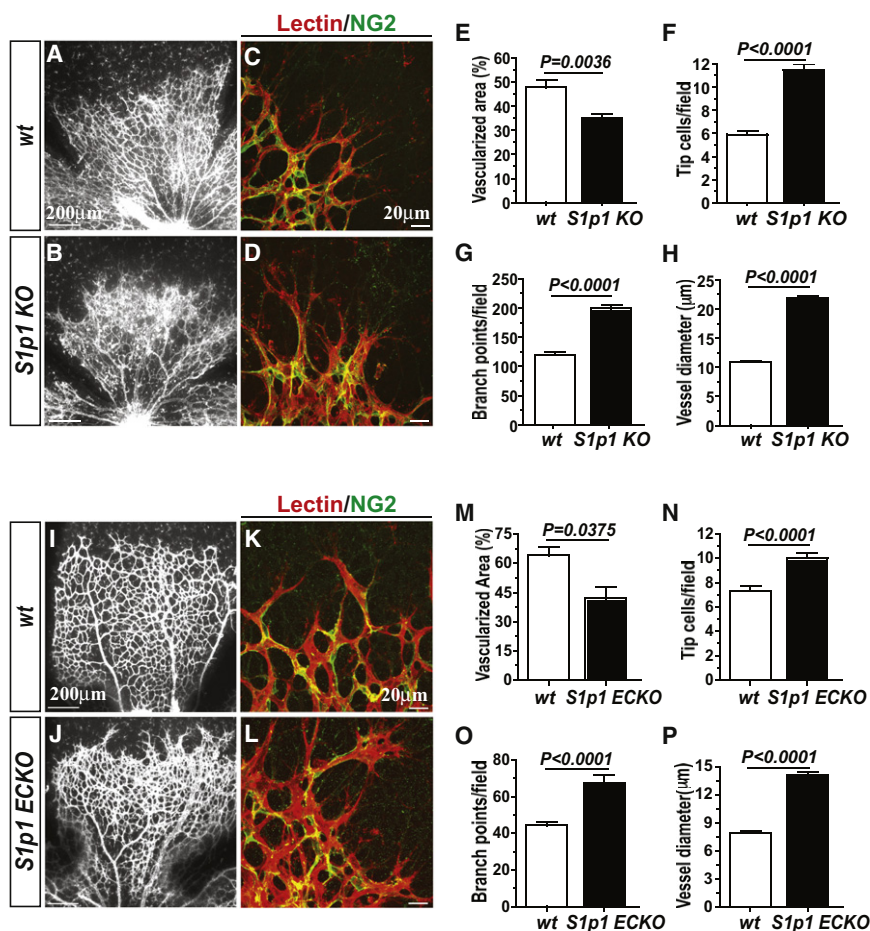 Lectin/NG2
wt
A
200μm
C
20μm
S1p1 KO
B
D
E
Vascularized area (%)
60
50
40
30
20
10
0
P=0.0036
wt S1p1 KO
F
Tip cells/field
12
10
8
6
4
2
0
P<0.0001
wt S1p1 KO
G
Branch points/field
250
200
150
100
50
0
P<0.0001
wt S1p1 KO
H
Vessel diameter (μm)
25
20
15
10
5
0
P<0.0001
wt S1p1 KO
Lectin/NG2
wt
I
200μm
K
20μm
S1p1 ECKO
J
L
M
Vascularized Area (%)
75
60
45
30
15
0
P=0.0375
wt S1p1 ECKO
N
Tip cells/field
12
10
8
6
4
2
0
P<0.0001
wt S1p1 ECKO
O
Branch points/field
80
60
40
20
0
P<0.0001
wt S1p1 ECKO
P
Vessel diameter(μm)
15
12
9
6
3
0
P<0.0001
wt S1p1 ECKO